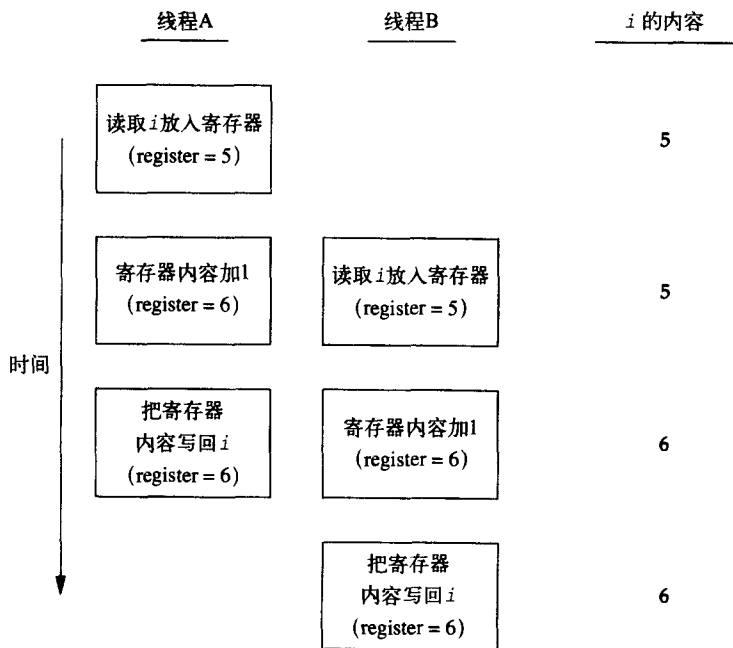 线程A 线程B i 的内容
读取i放入寄存器
(register = 5)
5
寄存器内容加1
(register = 6)
读取i放入寄存器
(register = 5)
5
时间
把寄存器
内容写回i
(register = 6)
寄存器内容加1
(register = 6)
6
把寄存器
内容写回i
(register = 6)
6